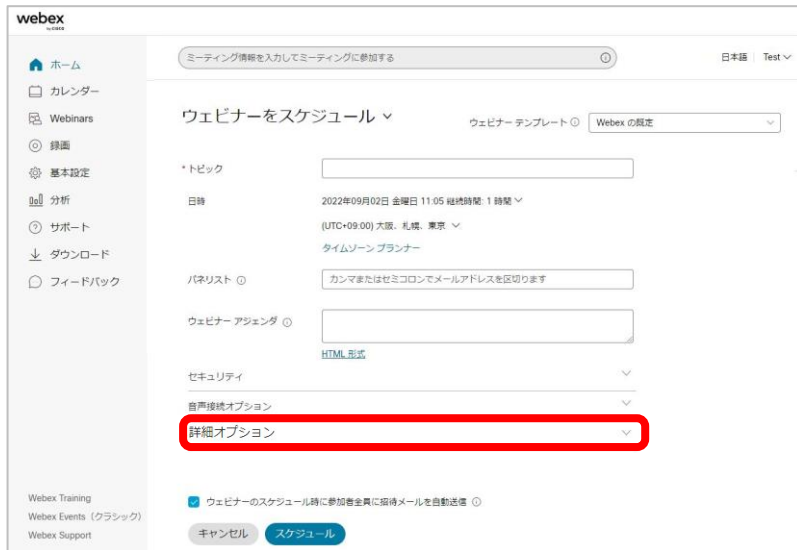 webex
by CISCO
ミーティング情報を入力してミーティングに参加する
日本語 Test
ホーム
カレンダー
Webinars
録画
基本設定
分析
サポート
ダウンロード
フィードバック
ウェビナーをスケジュール
ウェビナー テンプレート Webex の既定
* トピック
日時 2022年09月02日 金曜日 11:05 継続時間: 1 時間
(UTC+09:00) 大阪、札幌、東京
タイムゾーン プランナー
パネリスト カンマまたはセミコロンでメールアドレスを区切ります
ウェビナー アジェンダ
HTML 形式
セキュリティ
音声接続オプション
詳細オプション
ウェビナーのスケジュール時に参加者全員に招待メールを自動送信
キャンセル スケジュール
Webex Training
Webex Events（クラシック）
Webex Support